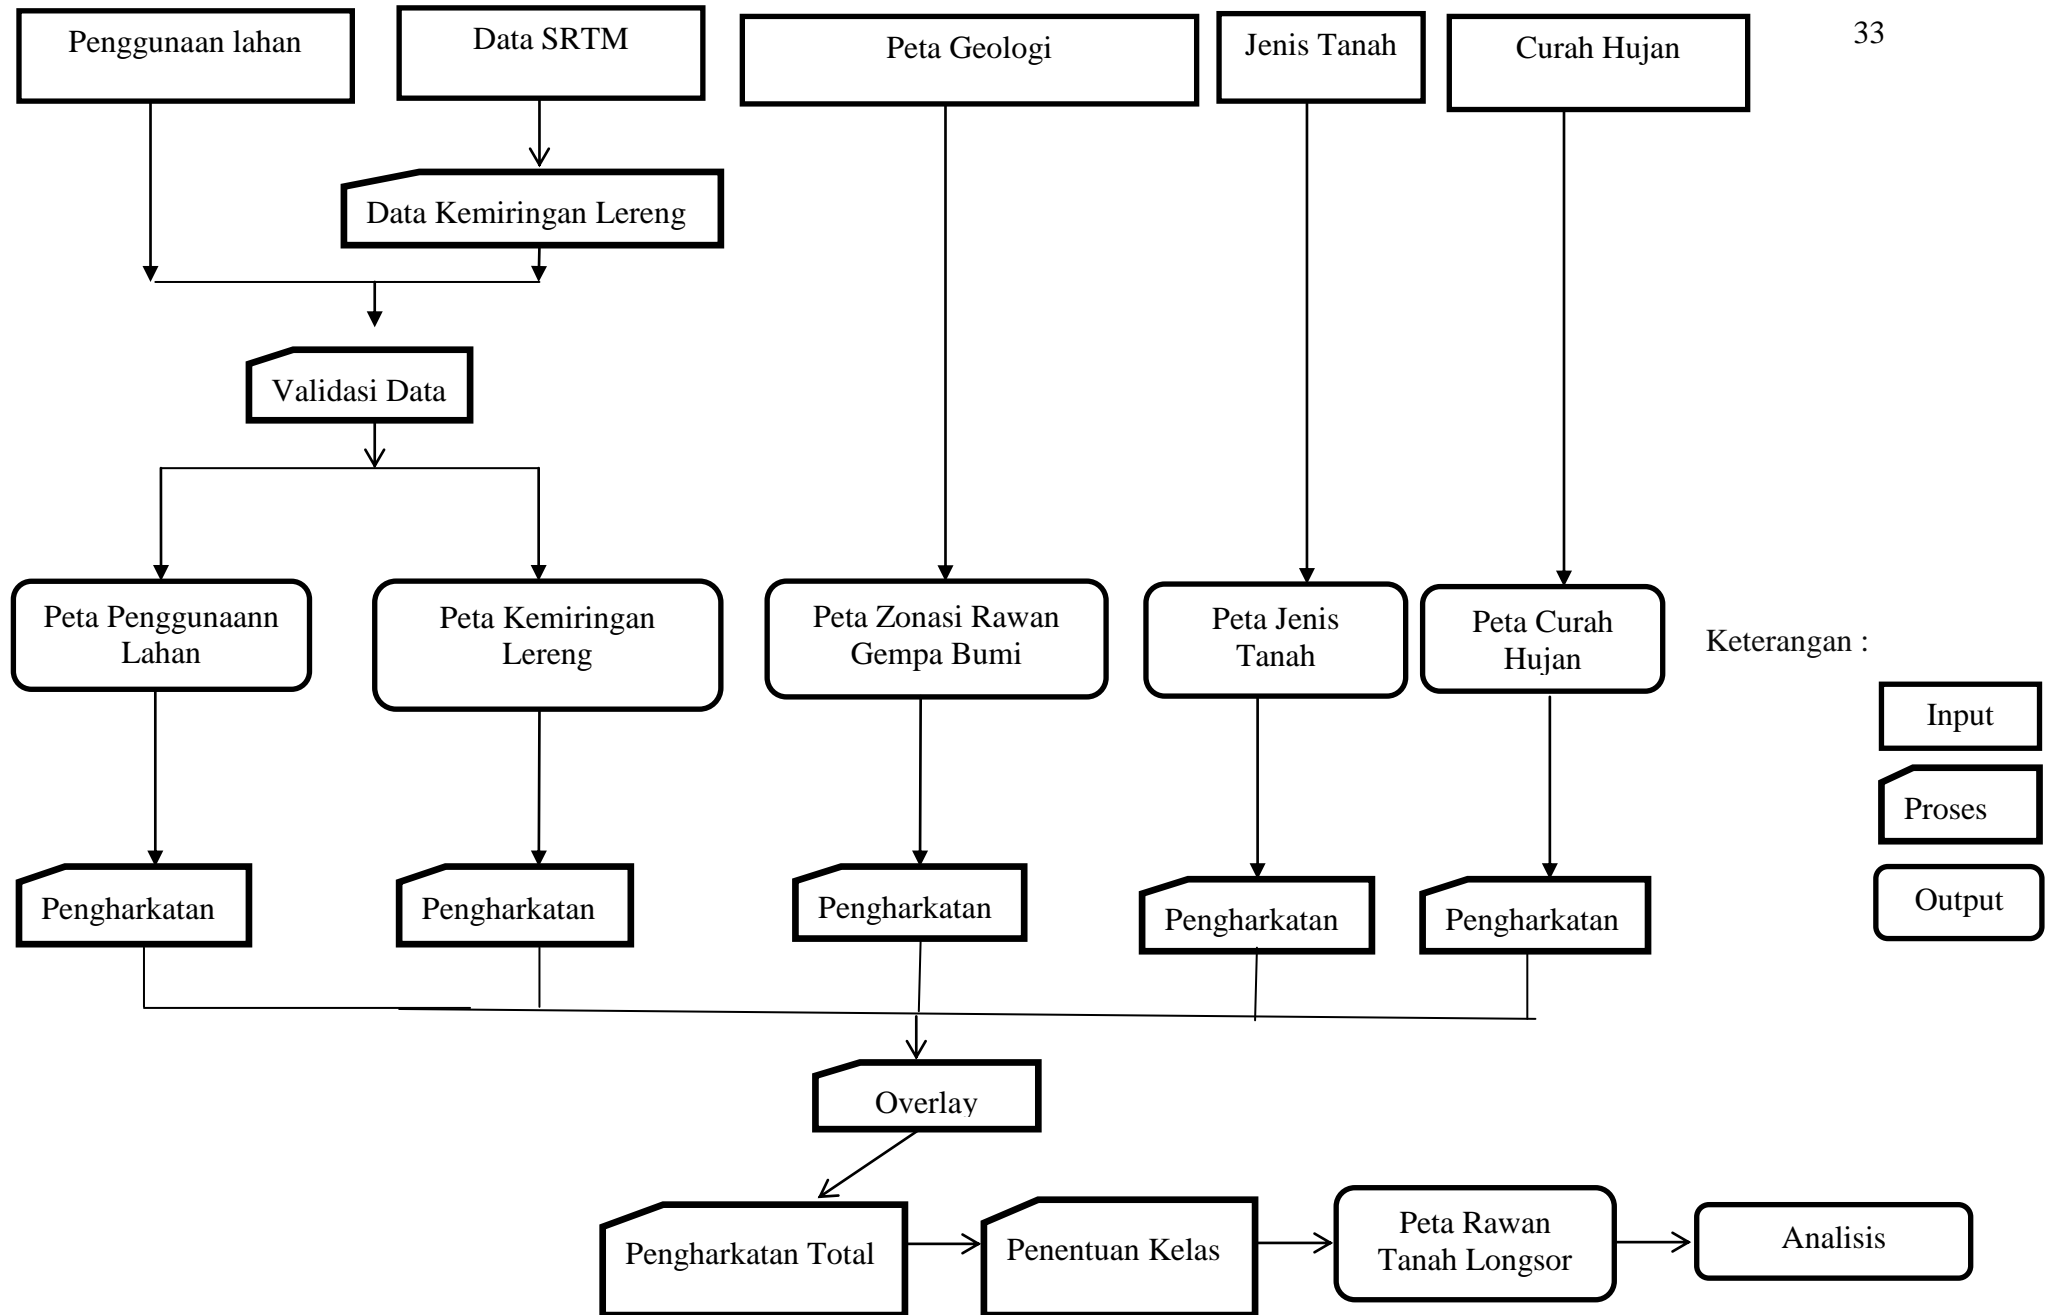 33
Penggunaan lahan
Data SRTM
Peta Geologi
Jenis Tanah
Curah Hujan
Data Kemiringan Lereng
Validasi Data
Peta Penggunaann
Lahan
Peta Kemiringan
Lereng
Peta Zonasi Rawan
Gempa Bumi
Peta Jenis
Tanah
Peta Curah
Hujan
Keterangan :
Input
Proses
Output
Pengharkatan
Pengharkatan
Pengharkatan
Pengharkatan
Pengharkatan
Overlay
Pengharkatan Total
Penentuan Kelas
Peta Rawan
Tanah Longsor
Analisis